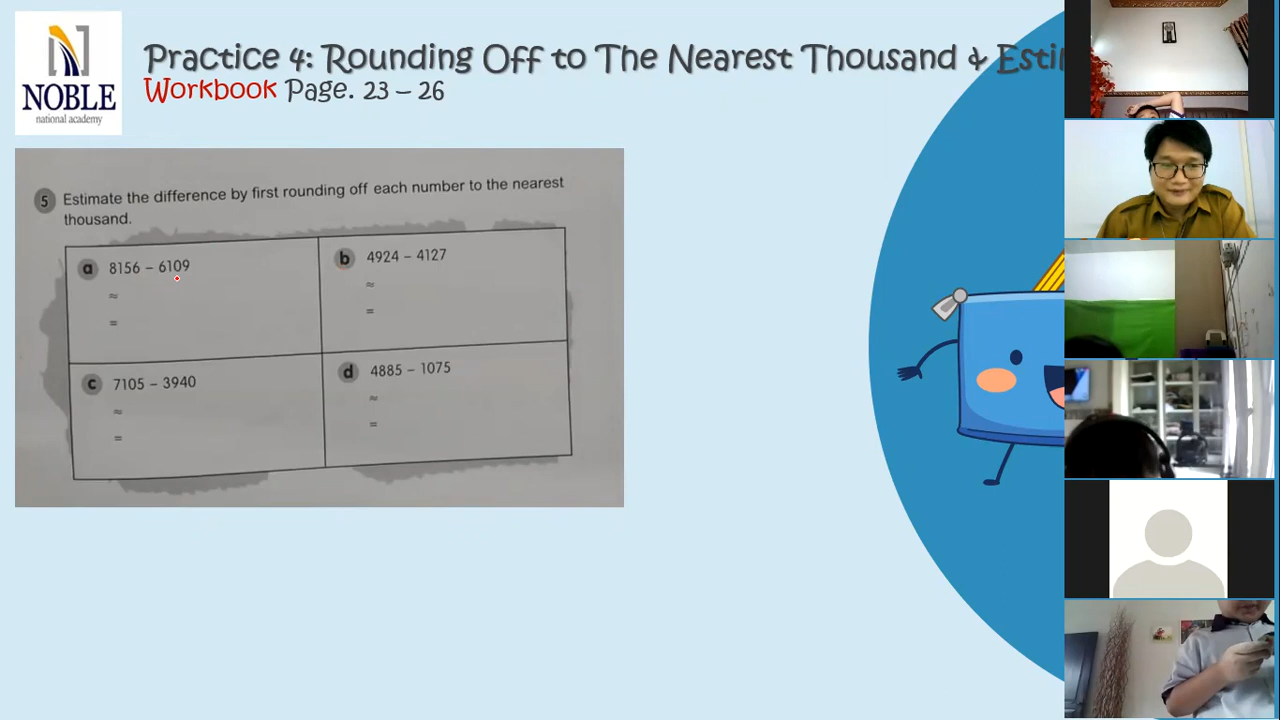 NOBLE
national academy
Practice 4: Rounding Off to The Nearest Thousand & Esti
Workbook Page. 23 – 26
5 Estimate the difference by first rounding off each number to the nearest
thousand.
a 8156 – 6109
≈
=
b 4924 – 4127
≈
=
c 7105 – 3940
≈
=
d 4885 – 1075
≈
=